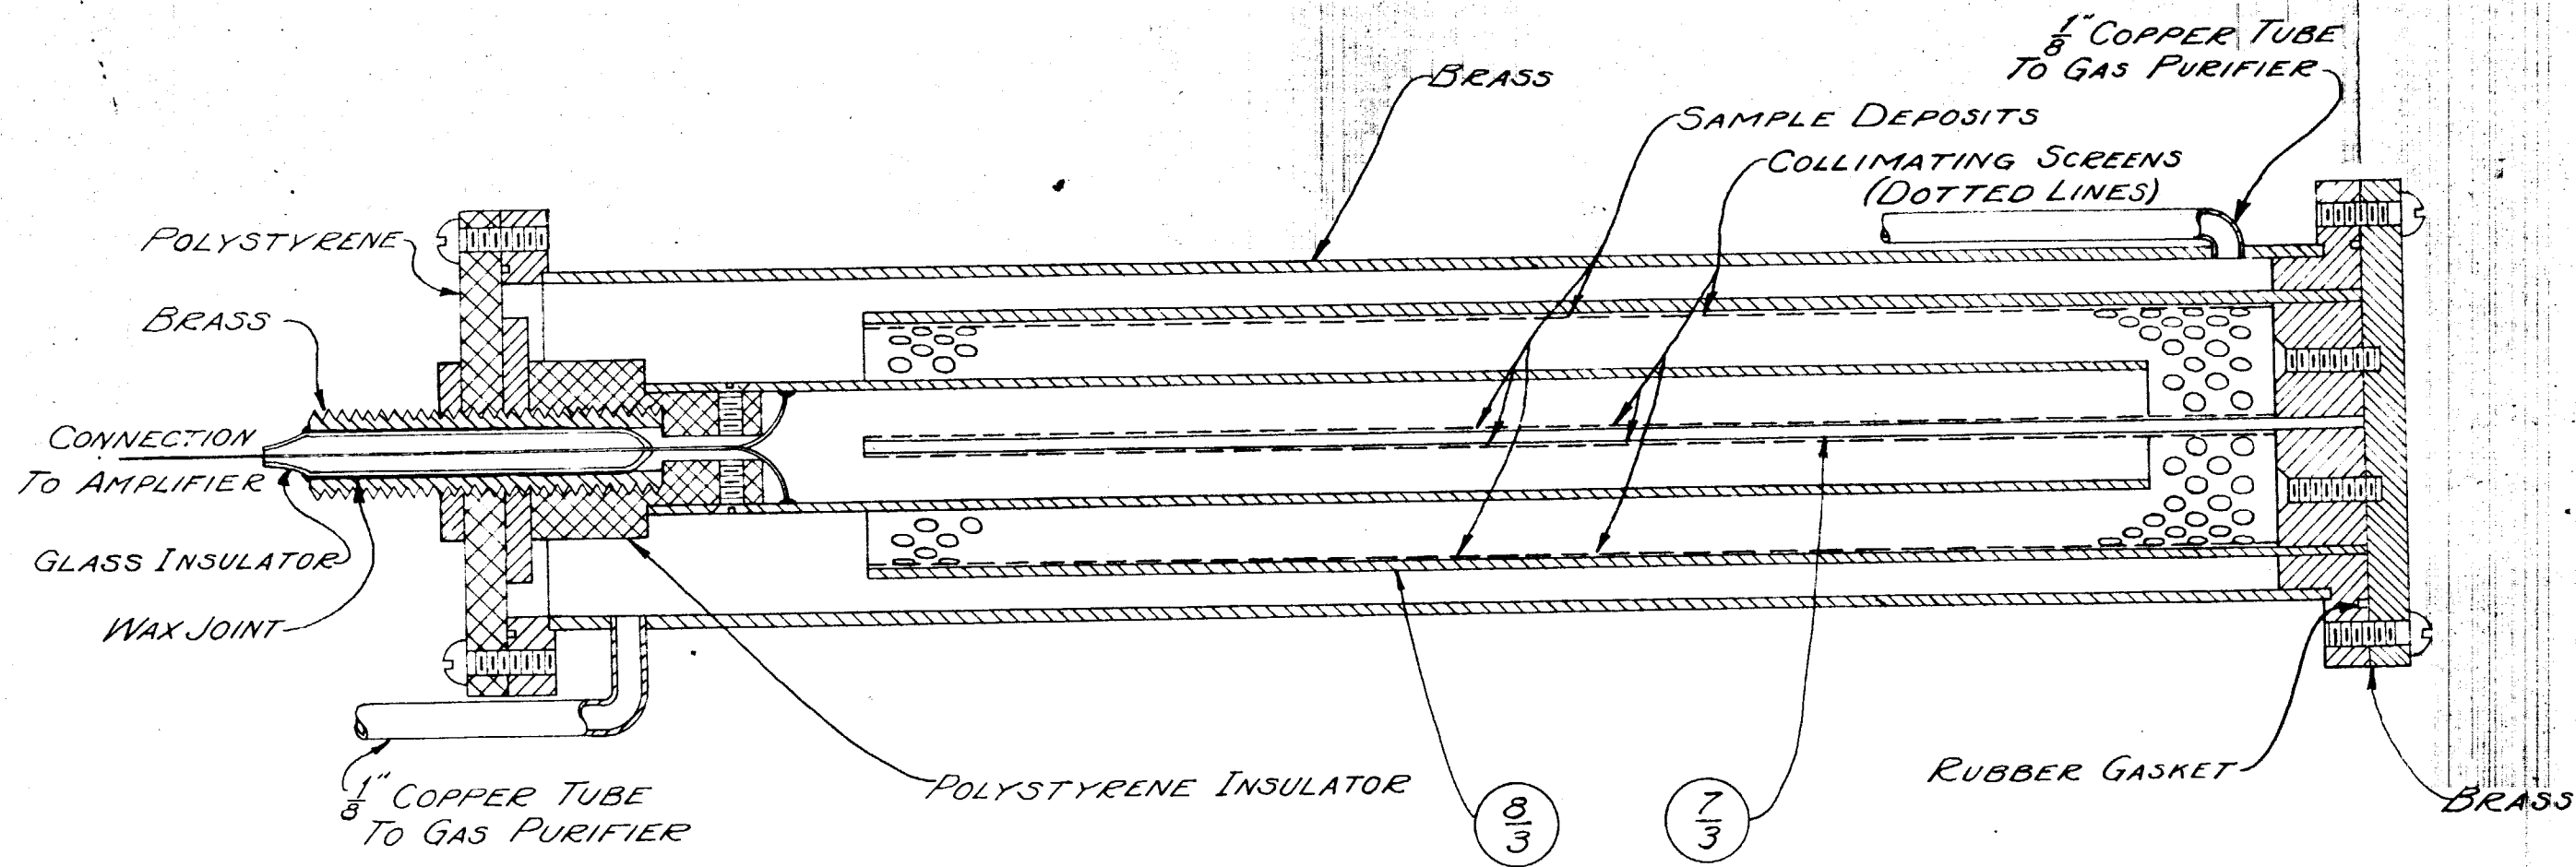 1/8" COPPER TUBE
TO GAS PURIFIER
BRASS
SAMPLE DEPOSITS
COLLIMATING SCREENS
(DOTTED LINES)
POLYSTYRENE
BRASS
CONNECTION
TO AMPLIFIER
GLASS INSULATOR
WAX JOINT
1/8" COPPER TUBE
TO GAS PURIFIER
POLYSTYRENE INSULATOR
8/3
7/3
RUBBER GASKET
BRASS